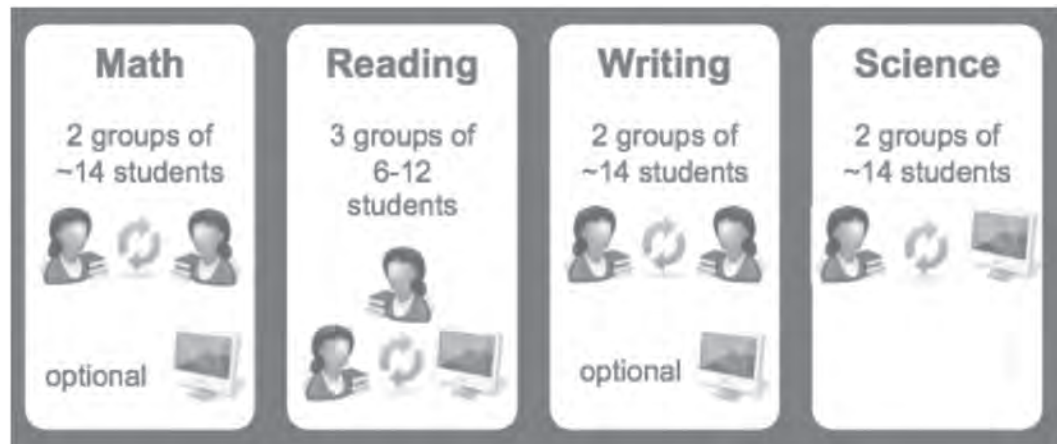 Math
2 groups of
~14 students
optional
Reading
3 groups of
6-12
students
Writing
2 groups of
~14 students
optional
Science
2 groups of
~14 students